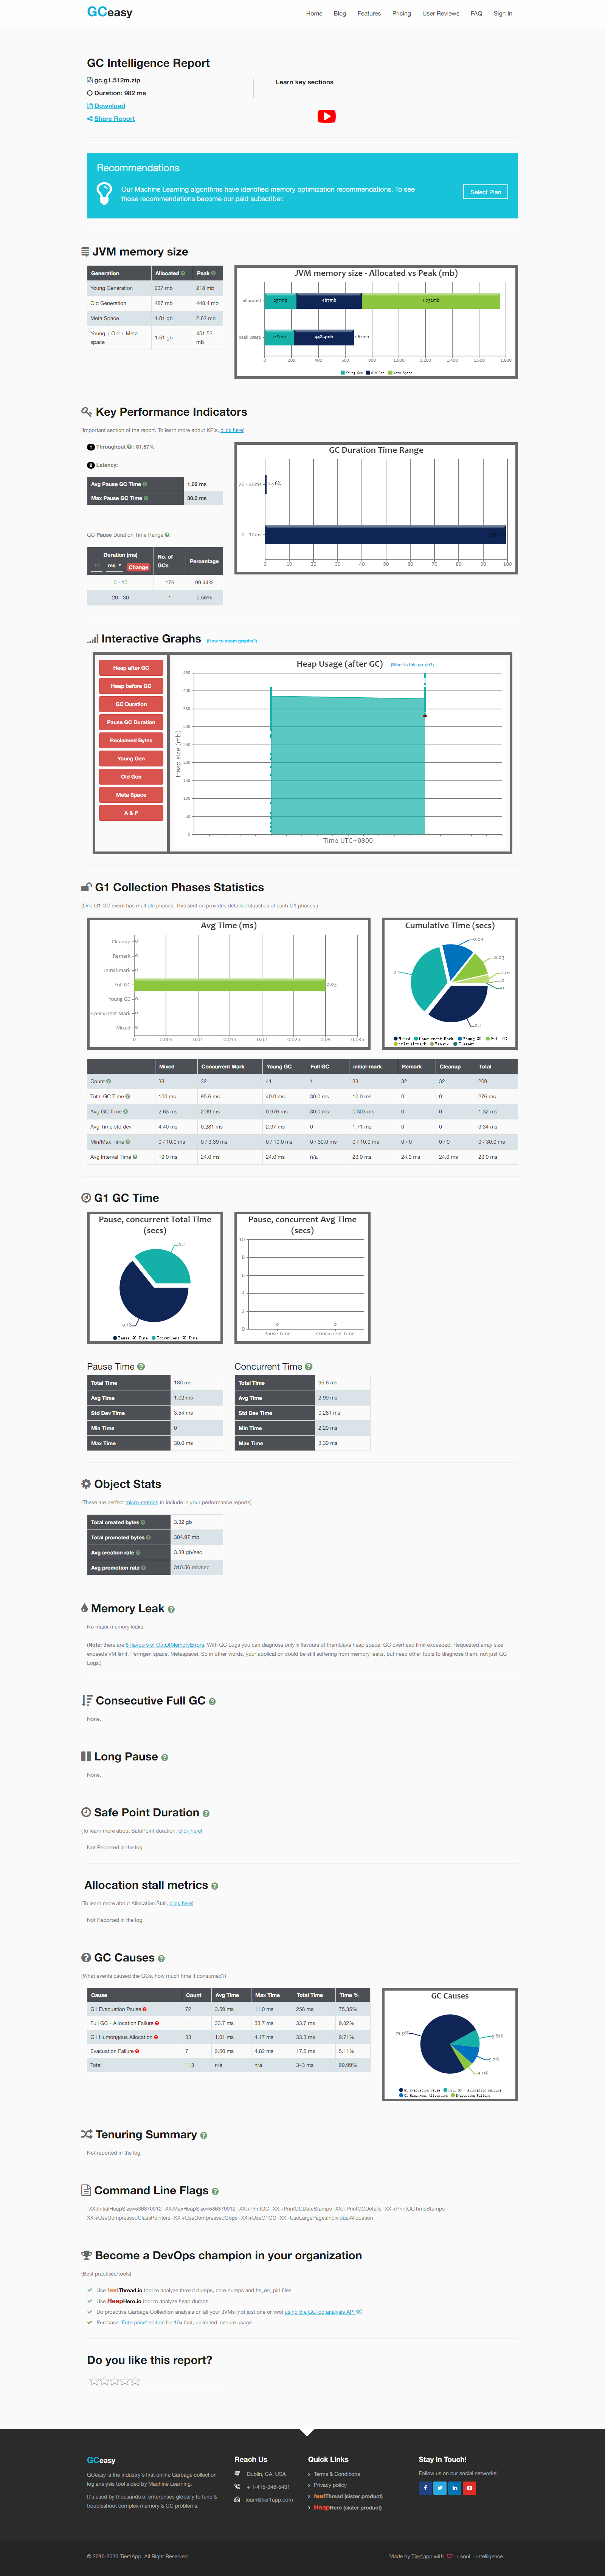 GCeasy
Home Blog Features Pricing User Reviews FAQ Sign In
GC Intelligence Report
gc.g1.512m.zip
Duration: 982 ms
Download
Share Report
Learn key sections
Recommendations
Our Machine Learning algorithms have identified memory optimization recommendations. To see
those recommendations become our paid subscriber.
Select Plan
JVM memory size
Generation Allocated Peak
Young Generation 237 mb 218 mb
Old Generation 487 mb 448.4 mb
Meta Space 1.01 gb 2.62 mb
Young + Old + Meta space 1.51 gb 451.52 mb
JVM memory size - Allocated vs Peak (mb)
allocated 237mb 487mb 1,032mb
peak usage 218mb 448.4mb 2.62mb
0 200 400 600 800 1,000 1,200 1,400 1,600 1,800
Young Gen Old Gen Meta Space
Key Performance Indicators
(Important section of the report. To learn more about KPIs, click here)
1 Throughput : 81.67%
2 Latency:
Avg Pause GC Time 1.02 ms
Max Pause GC Time 30.0 ms
GC Pause Duration Time Range :
Duration (ms) No. of GCs Percentage
ms Change
0 - 10 176 99.44%
20 - 30 1 0.56%
GC Duration Time Range
20 - 30ms 0.56%
0 - 10ms
0 10 20 30 40 50 60 70 80 90 100
Interactive Graphs (How to zoom graphs?)
Heap after GC
Heap before GC
GC Duration
Pause GC Duration
Reclaimed Bytes
Young Gen
Old Gen
Meta Space
A & P
Heap Usage (after GC) (What is this graph?)
Heap size (mb)
450
400
350
300
250
200
150
100
50
0
Time UTC+0800
G1 Collection Phases Statistics
(One G1 GC event has multiple phases. This section provides detailed statistics of each G1 phases.)
Avg Time (ms)
Cleanup 0
Remark 0
initial-mark 0
Full GC 0.03
Young GC 0
Concurrent Mark 0
Mixed 0
0 0.005 0.01 0.015 0.02 0.025 0.03 0.035
Cumulative Time (secs)
0.04
0.03
0.01
0
0
0.1
0.1
Mixed Concurrent Mark Young GC Full GC
initial-mark Remark Cleanup
Mixed Concurrent Mark Young GC Full GC initial-mark Remark Cleanup Total
Count 38 32 41 1 33 32 32 209
Total GC Time 100 ms 95.6 ms 40.0 ms 30.0 ms 10.0 ms 0 0 276 ms
Avg GC Time 2.63 ms 2.99 ms 0.976 ms 30.0 ms 0.303 ms 0 0 1.32 ms
Avg Time std dev 4.40 ms 0.281 ms 2.97 ms 0 1.71 ms 0 0 3.34 ms
Min/Max Time 0 / 10.0 ms 0 / 3.39 ms 0 / 10.0 ms 0 / 30.0 ms 0 / 10.0 ms 0 / 0 0 / 0 0 / 30.0 ms
Avg Interval Time 19.0 ms 24.0 ms 24.0 ms n/a 23.0 ms 24.0 ms 24.0 ms 23.0 ms
G1 GC Time
Pause, concurrent Total Time
(secs)
0.1
0.18
Pause GC Time Concurrent GC Time
Pause, concurrent Avg Time
(secs)
10
8
6
4
2
0
0 0
Pause Time Concurrent Time
Pause Time
Total Time 180 ms
Avg Time 1.02 ms
Std Dev Time 3.54 ms
Min Time 0
Max Time 30.0 ms
Concurrent Time
Total Time 95.6 ms
Avg Time 2.99 ms
Std Dev Time 0.281 ms
Min Time 2.29 ms
Max Time 3.39 ms
Object Stats
(These are perfect micro-metrics to include in your performance reports)
Total created bytes 3.32 gb
Total promoted bytes 304.97 mb
Avg creation rate 3.38 gb/sec
Avg promotion rate 310.56 mb/sec
Memory Leak
No major memory leaks.
(Note: there are 8 flavours of OutOfMemoryErrors. With GC Logs you can diagnose only 5 flavours of them(Java heap space, GC overhead limit exceeded, Requested array size
exceeds VM limit, Permgen space, Metaspace). So in other words, your application could be still suffering from memory leaks, but need other tools to diagnose them, not just GC
Logs.)
Consecutive Full GC
None.
Long Pause
None.
Safe Point Duration
(To learn more about SafePoint duration, click here)
Not Reported in the log.
Allocation stall metrics
(To learn more about Allocation Stall, click here)
Not Reported in the log.
GC Causes
(What events caused the GCs, how much time it consumed?)
Cause Count Avg Time Max Time Total Time Time %
G1 Evacuation Pause 72 3.59 ms 11.0 ms 258 ms 75.35%
Full GC - Allocation Failure 1 33.7 ms 33.7 ms 33.7 ms 9.82%
G1 Humongous Allocation 33 1.01 ms 4.17 ms 33.3 ms 9.71%
Evacuation Failure 7 2.50 ms 4.82 ms 17.5 ms 5.11%
Total 113 n/a n/a 343 ms 99.99%
GC Causes
75.36%
9.82%
9.71%
5.11%
G1 Evacuation Pause Full GC - Allocation Failure
G1 Humongous Allocation Evacuation Failure
Tenuring Summary
Not reported in the log.
Command Line Flags
-XX:InitialHeapSize=536870912 -XX:MaxHeapSize=536870912 -XX:+PrintGC -XX:+PrintGCDateStamps -XX:+PrintGCDetails -XX:+PrintGCTimeStamps -
XX:+UseCompressedClassPointers -XX:+UseCompressedOops -XX:+UseG1GC -XX:-UseLargePagesIndividualAllocation
Become a DevOps champion in your organization
(Best practises/tools)
Use fastThread.io tool to analyze thread dumps, core dumps and hs_err_pid files
Use HeapHero.io tool to analyze heap dumps
Do proactive Garbage Collection analysis on all your JVMs (not just one or two) using the GC log analysis API
Purchase 'Enterprise' edition for 10x fast, unlimited, secure usage
Do you like this report?
GCeasy
GCeasy is the industry's first online Garbage collection
log analysis tool aided by Machine Learning.
It's used by thousands of enterprises globally to tune &
troubleshoot complex memory & GC problems.
Reach Us
Dublin, CA, USA
+ 1-415-948-5431
team@tier1app.com
Quick Links
Terms & Conditions
Privacy policy
fastThread (sister product)
HeapHero (sister product)
Stay in Touch!
Follow us on our social networks!
© 2016-2020 Tier1App. All Right Reserved
Made by Tier1app with + soul + intelligence